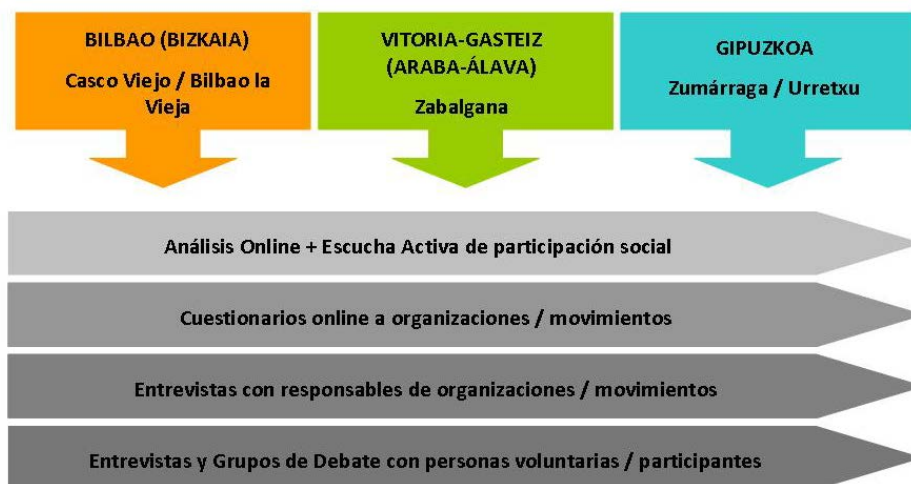 BILBAO (BIZKAIA)
Casco Viejo / Bilbao la
Vieja
VITORIA-GASTEIZ
(ARABA-ÁLAVA)
Zabalgana
GIPUZKOA
Zumárraga / Urretxu
Análisis Online + Escucha Activa de participación social
Cuestionarios online a organizaciones / movimientos
Entrevistas con responsables de organizaciones / movimientos
Entrevistas y Grupos de Debate con personas voluntarias / participantes